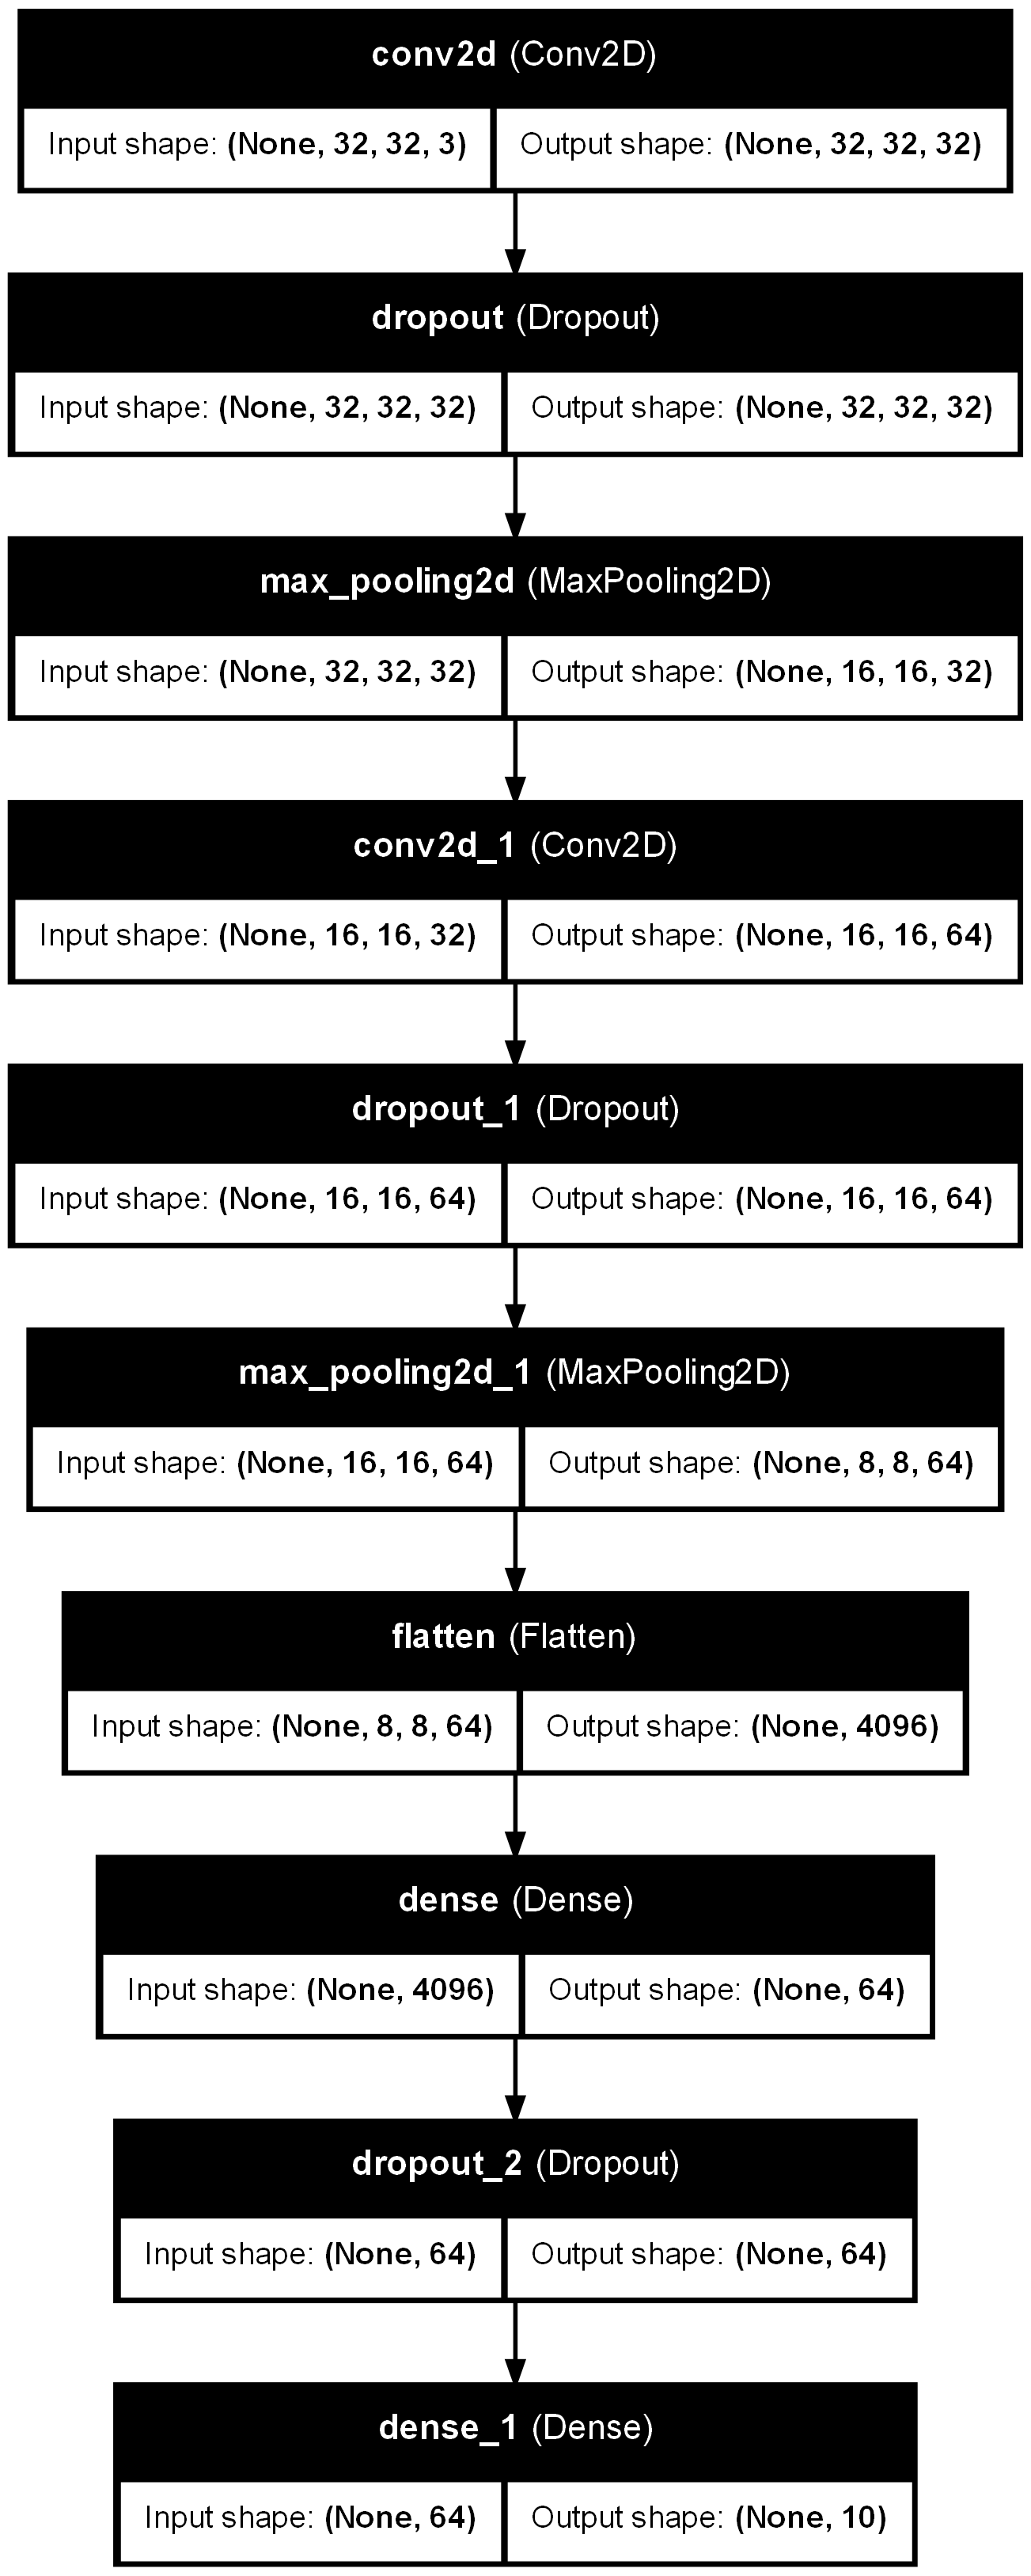 conv2d (Conv2D)
Input shape: (None, 32, 32, 3) Output shape: (None, 32, 32, 32)
dropout (Dropout)
Input shape: (None, 32, 32, 32) Output shape: (None, 32, 32, 32)
max_pooling2d (MaxPooling2D)
Input shape: (None, 32, 32, 32) Output shape: (None, 16, 16, 32)
conv2d_1 (Conv2D)
Input shape: (None, 16, 16, 32) Output shape: (None, 16, 16, 64)
dropout_1 (Dropout)
Input shape: (None, 16, 16, 64) Output shape: (None, 16, 16, 64)
max_pooling2d_1 (MaxPooling2D)
Input shape: (None, 16, 16, 64) Output shape: (None, 8, 8, 64)
flatten (Flatten)
Input shape: (None, 8, 8, 64) Output shape: (None, 4096)
dense (Dense)
Input shape: (None, 4096) Output shape: (None, 64)
dropout_2 (Dropout)
Input shape: (None, 64) Output shape: (None, 64)
dense_1 (Dense)
Input shape: (None, 64) Output shape: (None, 10)